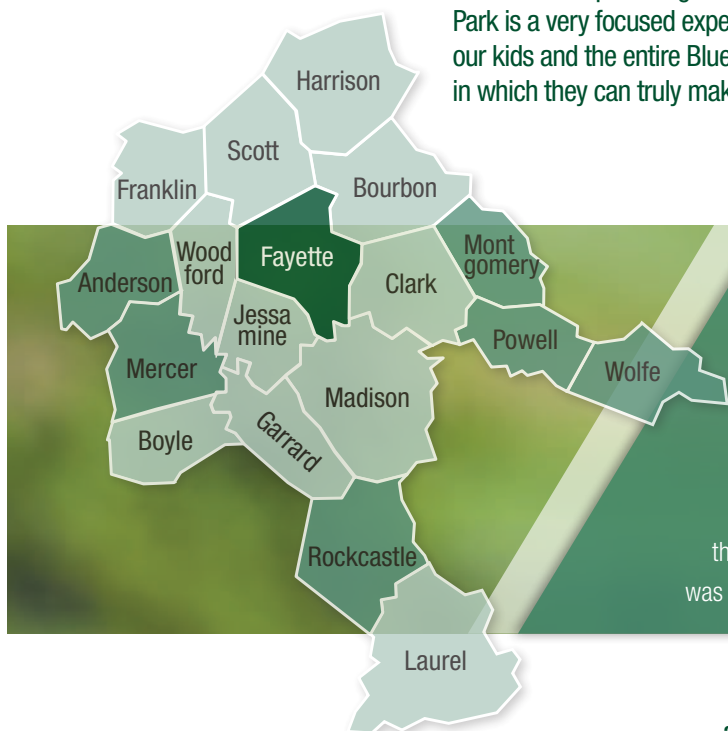 Park is a very focused expe
our kids and the entire Blue
in which they can truly mak
Harrison
Scott
Franklin
Bourbon
Wood
ford
Fayette
Mont
gomery
Anderson
Clark
Jessa
mine
Powell
Mercer
Wolfe
Madison
Boyle
Garrard
Rockcastle
th
was
Laurel